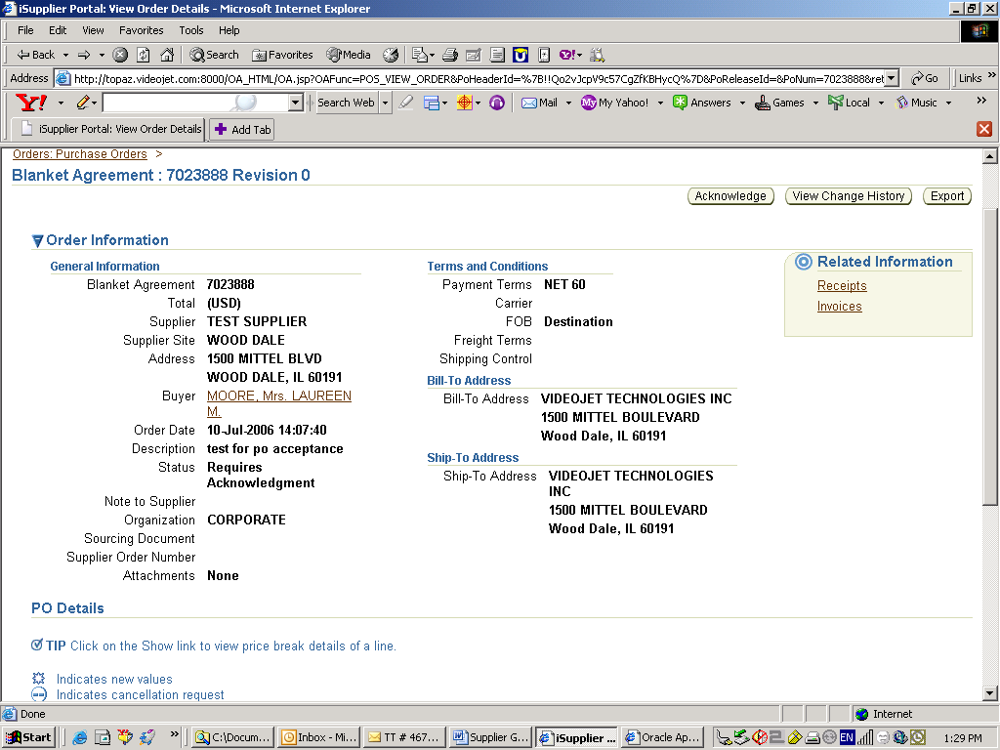 iSupplier Portal: View Order Details - Microsoft Internet Explorer
File Edit View Favorites Tools Help
Back Search Favorites Media
Address http://topaz.videojet.com:8000/OA_HTML/OA.jsp?OAFunc=POS_VIEW_ORDER&PoHeaderId=%7B!!Qo2vJcpV9c57CgZfKBHycQ%7D&PoReleaseId=&PoNum=7023888&ret Go Links »
Y! Search Web Mail My Yahoo! Answers Games Local Music »
iSupplier Portal: View Order Details Add Tab
Orders: Purchase Orders >
Blanket Agreement : 7023888 Revision 0
Acknowledge View Change History Export
Order Information
General Information
Blanket Agreement 7023888
Total (USD)
Supplier TEST SUPPLIER
Supplier Site WOOD DALE
Address 1500 MITTEL BLVD
WOOD DALE, IL 60191
Buyer MOORE, Mrs. LAUREEN
M.
Order Date 10-Jul-2006 14:07:40
Description test for po acceptance
Status Requires
Acknowledgment
Note to Supplier
Organization CORPORATE
Sourcing Document
Supplier Order Number
Attachments None
Terms and Conditions
Payment Terms NET 60
Carrier
FOB Destination
Freight Terms
Shipping Control
Bill-To Address
Bill-To Address VIDEOJET TECHNOLOGIES INC
1500 MITTEL BOULEVARD
Wood Dale, IL 60191
Ship-To Address
Ship-To Address VIDEOJET TECHNOLOGIES
INC
1500 MITTEL BOULEVARD
Wood Dale, IL 60191
Related Information
Receipts
Invoices
PO Details
TIP Click on the Show link to view price break details of a line.
Indicates new values
Indicates cancellation request
Done Internet
Start » C:\Docum... Inbox - Mi... TT # 467... Supplier G... iSupplier ... Oracle Ap... EN 1:29 PM